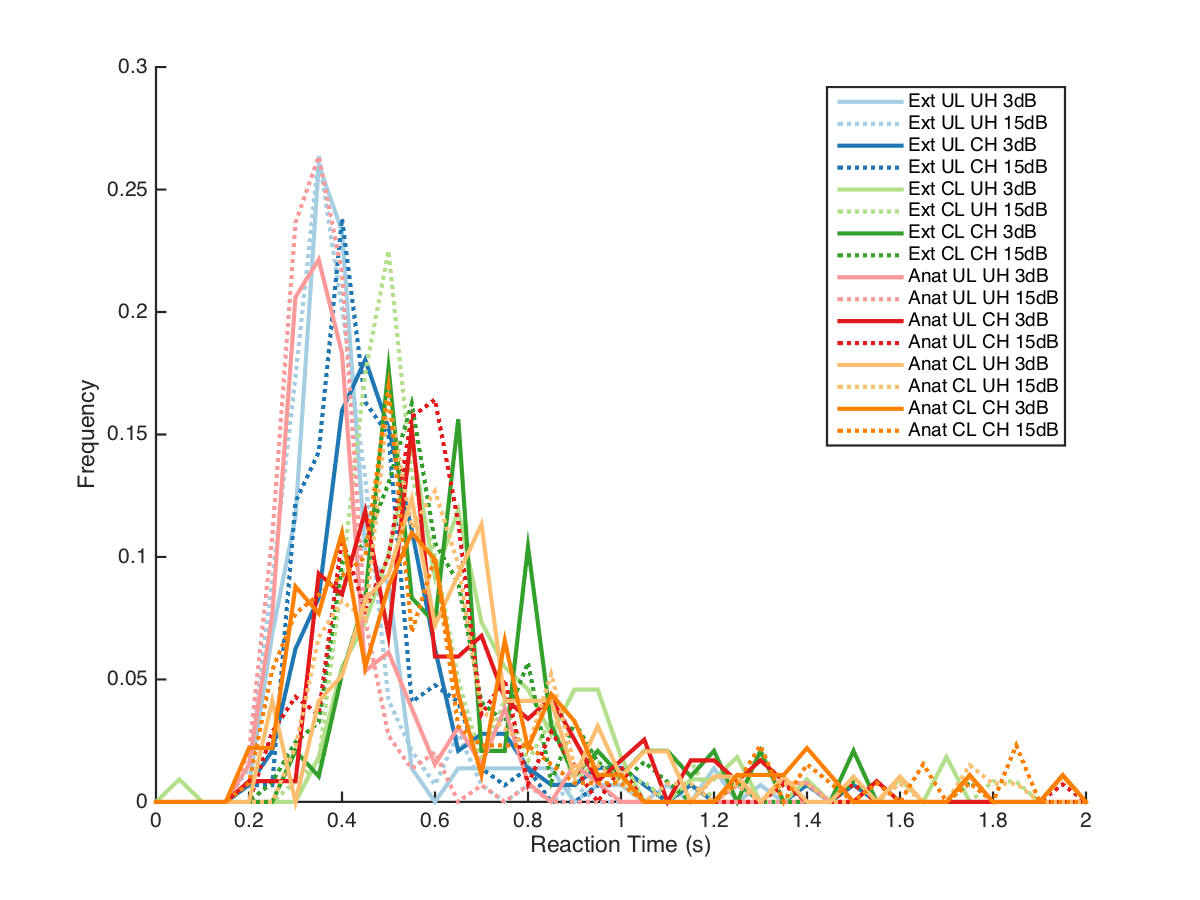 0.3
0.25
0.2
0.15
0.1
0.05
0
Frequency
0 0.2 0.4 0.6 0.8 1 1.2 1.4 1.6 1.8 2
Reaction Time (s)
Ext UL UH 3dB
Ext UL UH 15dB
Ext UL CH 3dB
Ext UL CH 15dB
Ext CL UH 3dB
Ext CL UH 15dB
Ext CL CH 3dB
Ext CL CH 15dB
Anat UL UH 3dB
Anat UL UH 15dB
Anat UL CH 3dB
Anat UL CH 15dB
Anat CL UH 3dB
Anat CL UH 15dB
Anat CL CH 3dB
Anat CL CH 15dB